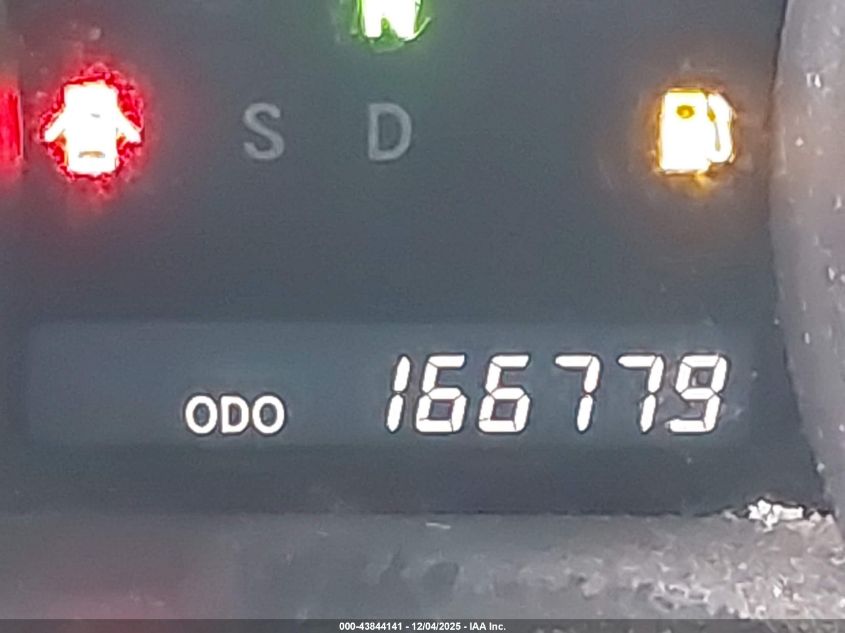 N
S D
ODO 166779
000-43844141 - 12/04/2025 - IAA Inc.